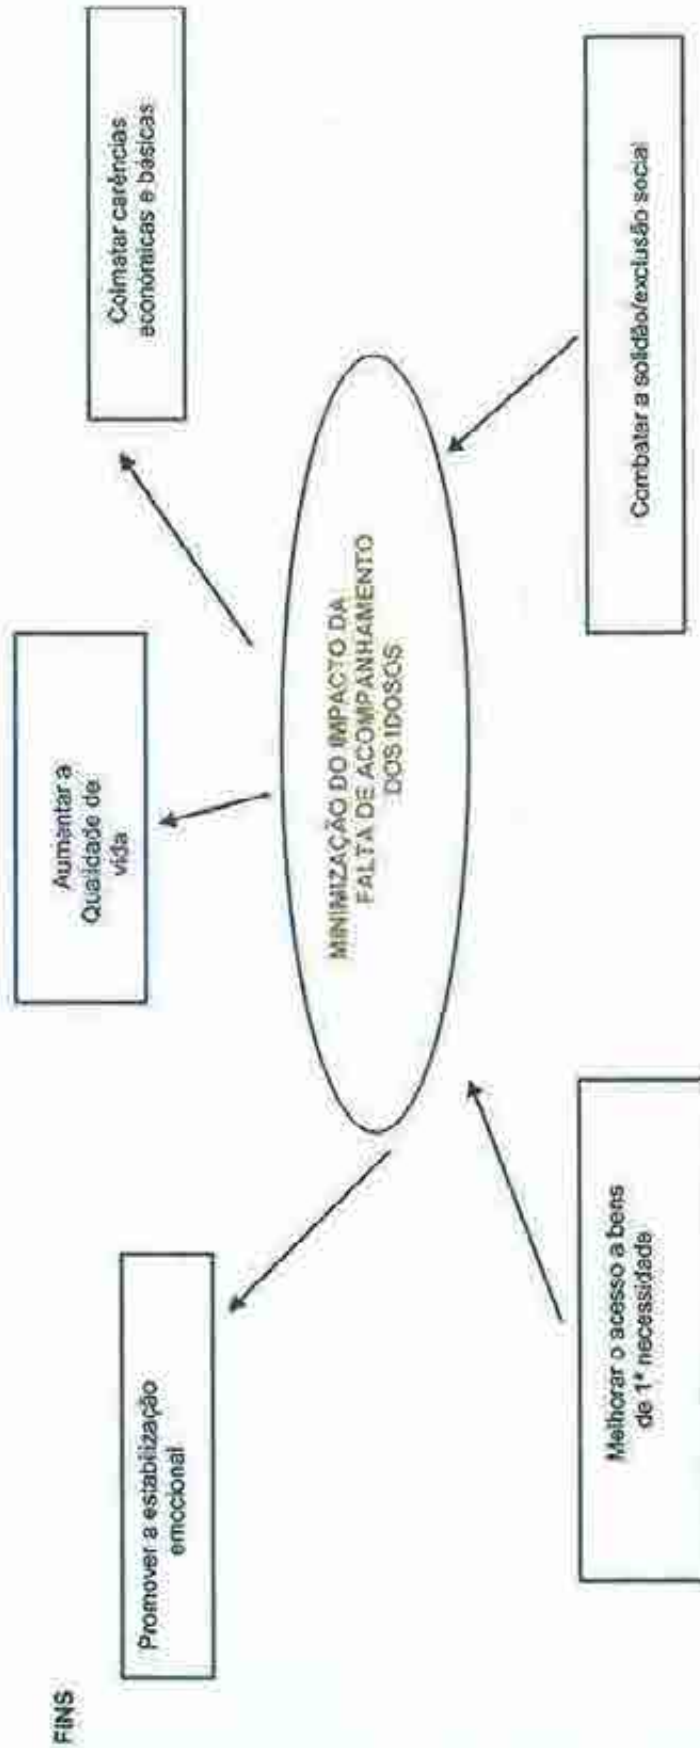 FINS
Promover a estabilização
emocional
Aumentar a
Qualidade de
vida
Colmatar carências
económicas e básicas
MINIMIZAÇÃO DO IMPACTO DA
FALTA DE ACOMPANHAMENTO
DOS IDOSOS
Melhorar o acesso a bens
de 1ª necessidade
Combatar a solidão/exclusão social